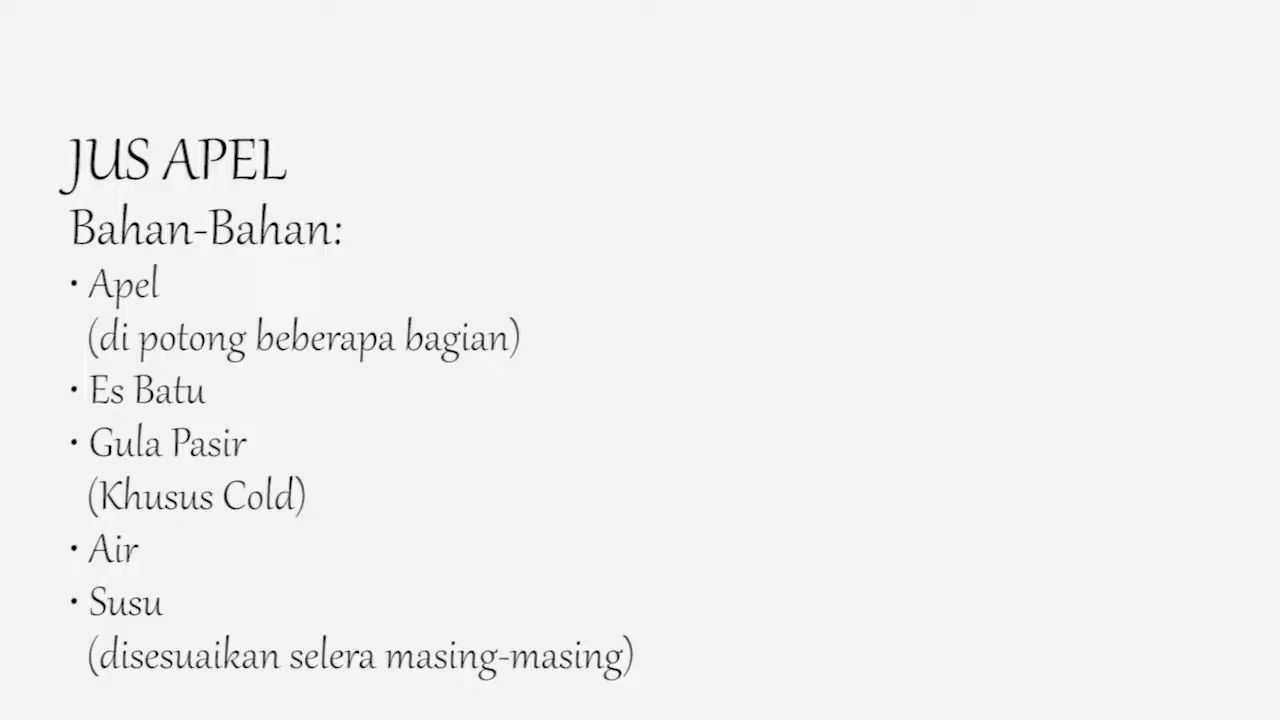 JUS APEL
Bahan-Bahan:
• Apel
(di potong beberapa bagian)
• Es Batu
• Gula Pasir
(Khusus Cold)
• Air
• Susu
(disesuaikan selera masing-masing)